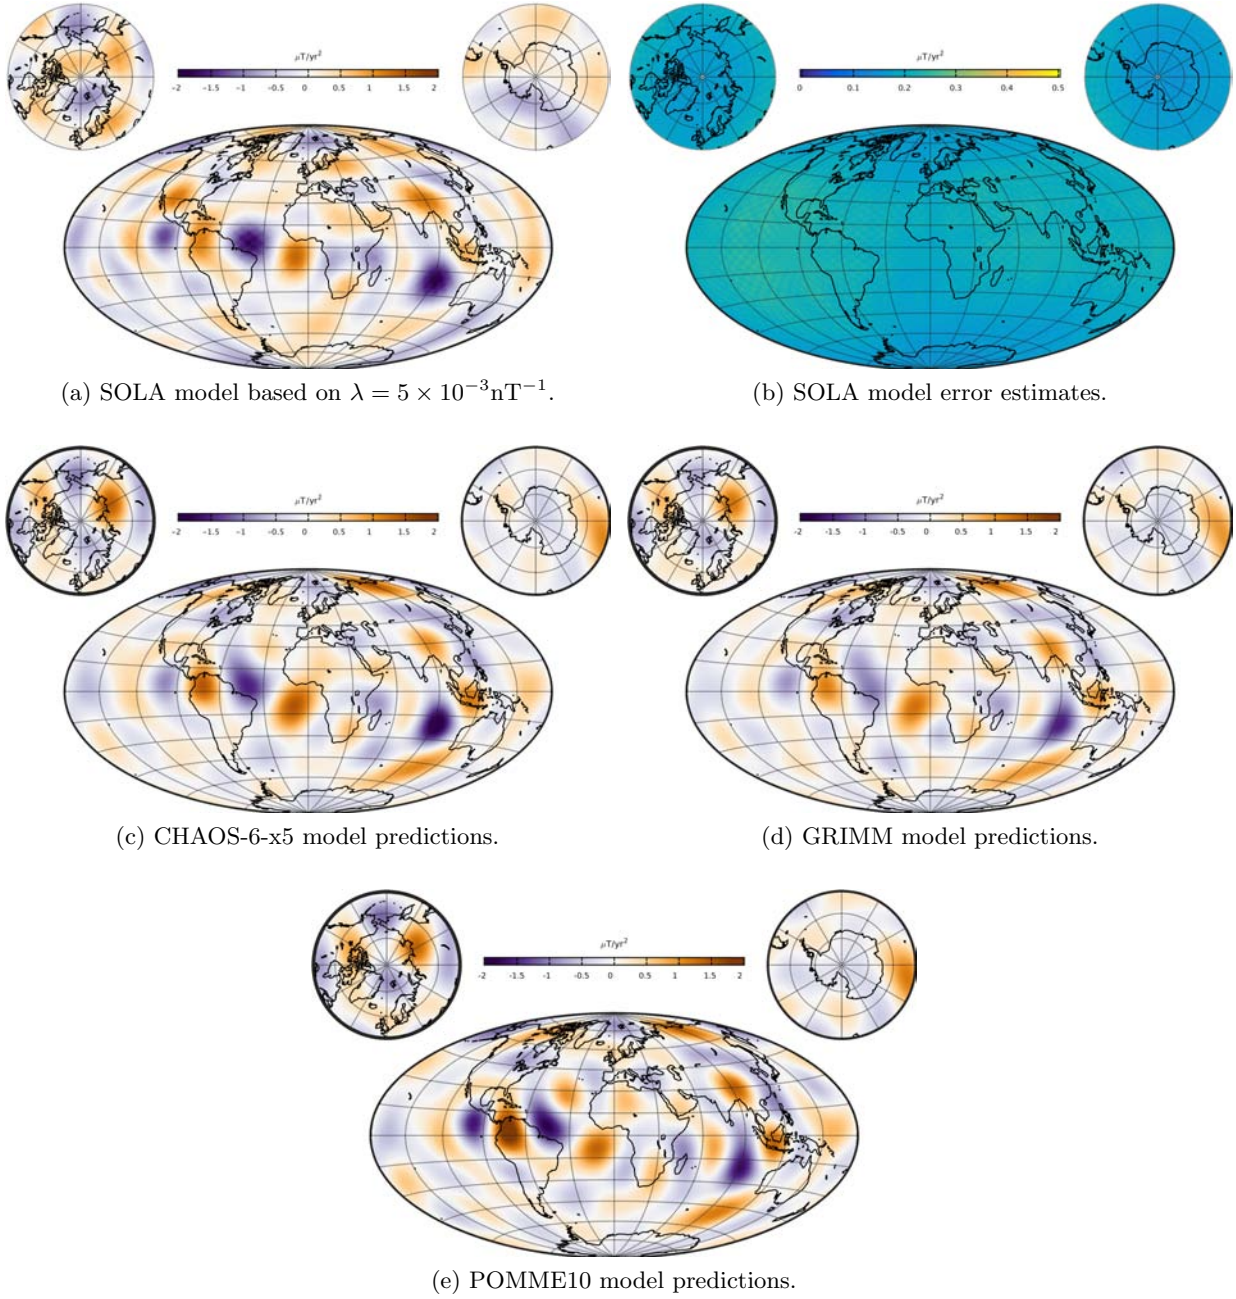 μT/yr²
-2 -1.5 -1 -0.5 0 0.5 1 1.5 2
μT/yr²
0 0.1 0.2 0.3 0.4 0.5
(a) SOLA model based on λ = 5 × 10⁻³nT⁻¹.
(b) SOLA model error estimates.
μT/yr²
-2 -1.5 -1 -0.5 0 0.5 1 1.5 2
μT/yr²
-2 -1.5 -1 -0.5 0 0.5 1 1.5 2
(c) CHAOS-6-x5 model predictions.
(d) GRIMM model predictions.
μT/yr²
-2 -1.5 -1 -0.5 0 0.5 1 1.5 2
(e) POMME10 model predictions.